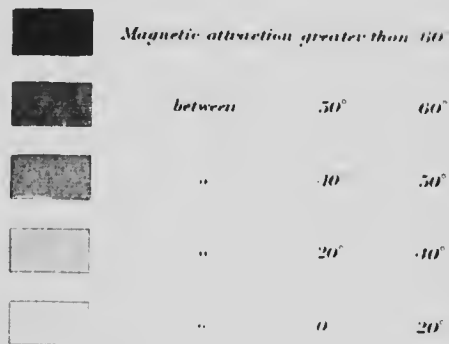 Magnetic attraction greater than 60°
between 50° 60°
" 40 50°
" 20° 40°
" 0 20°